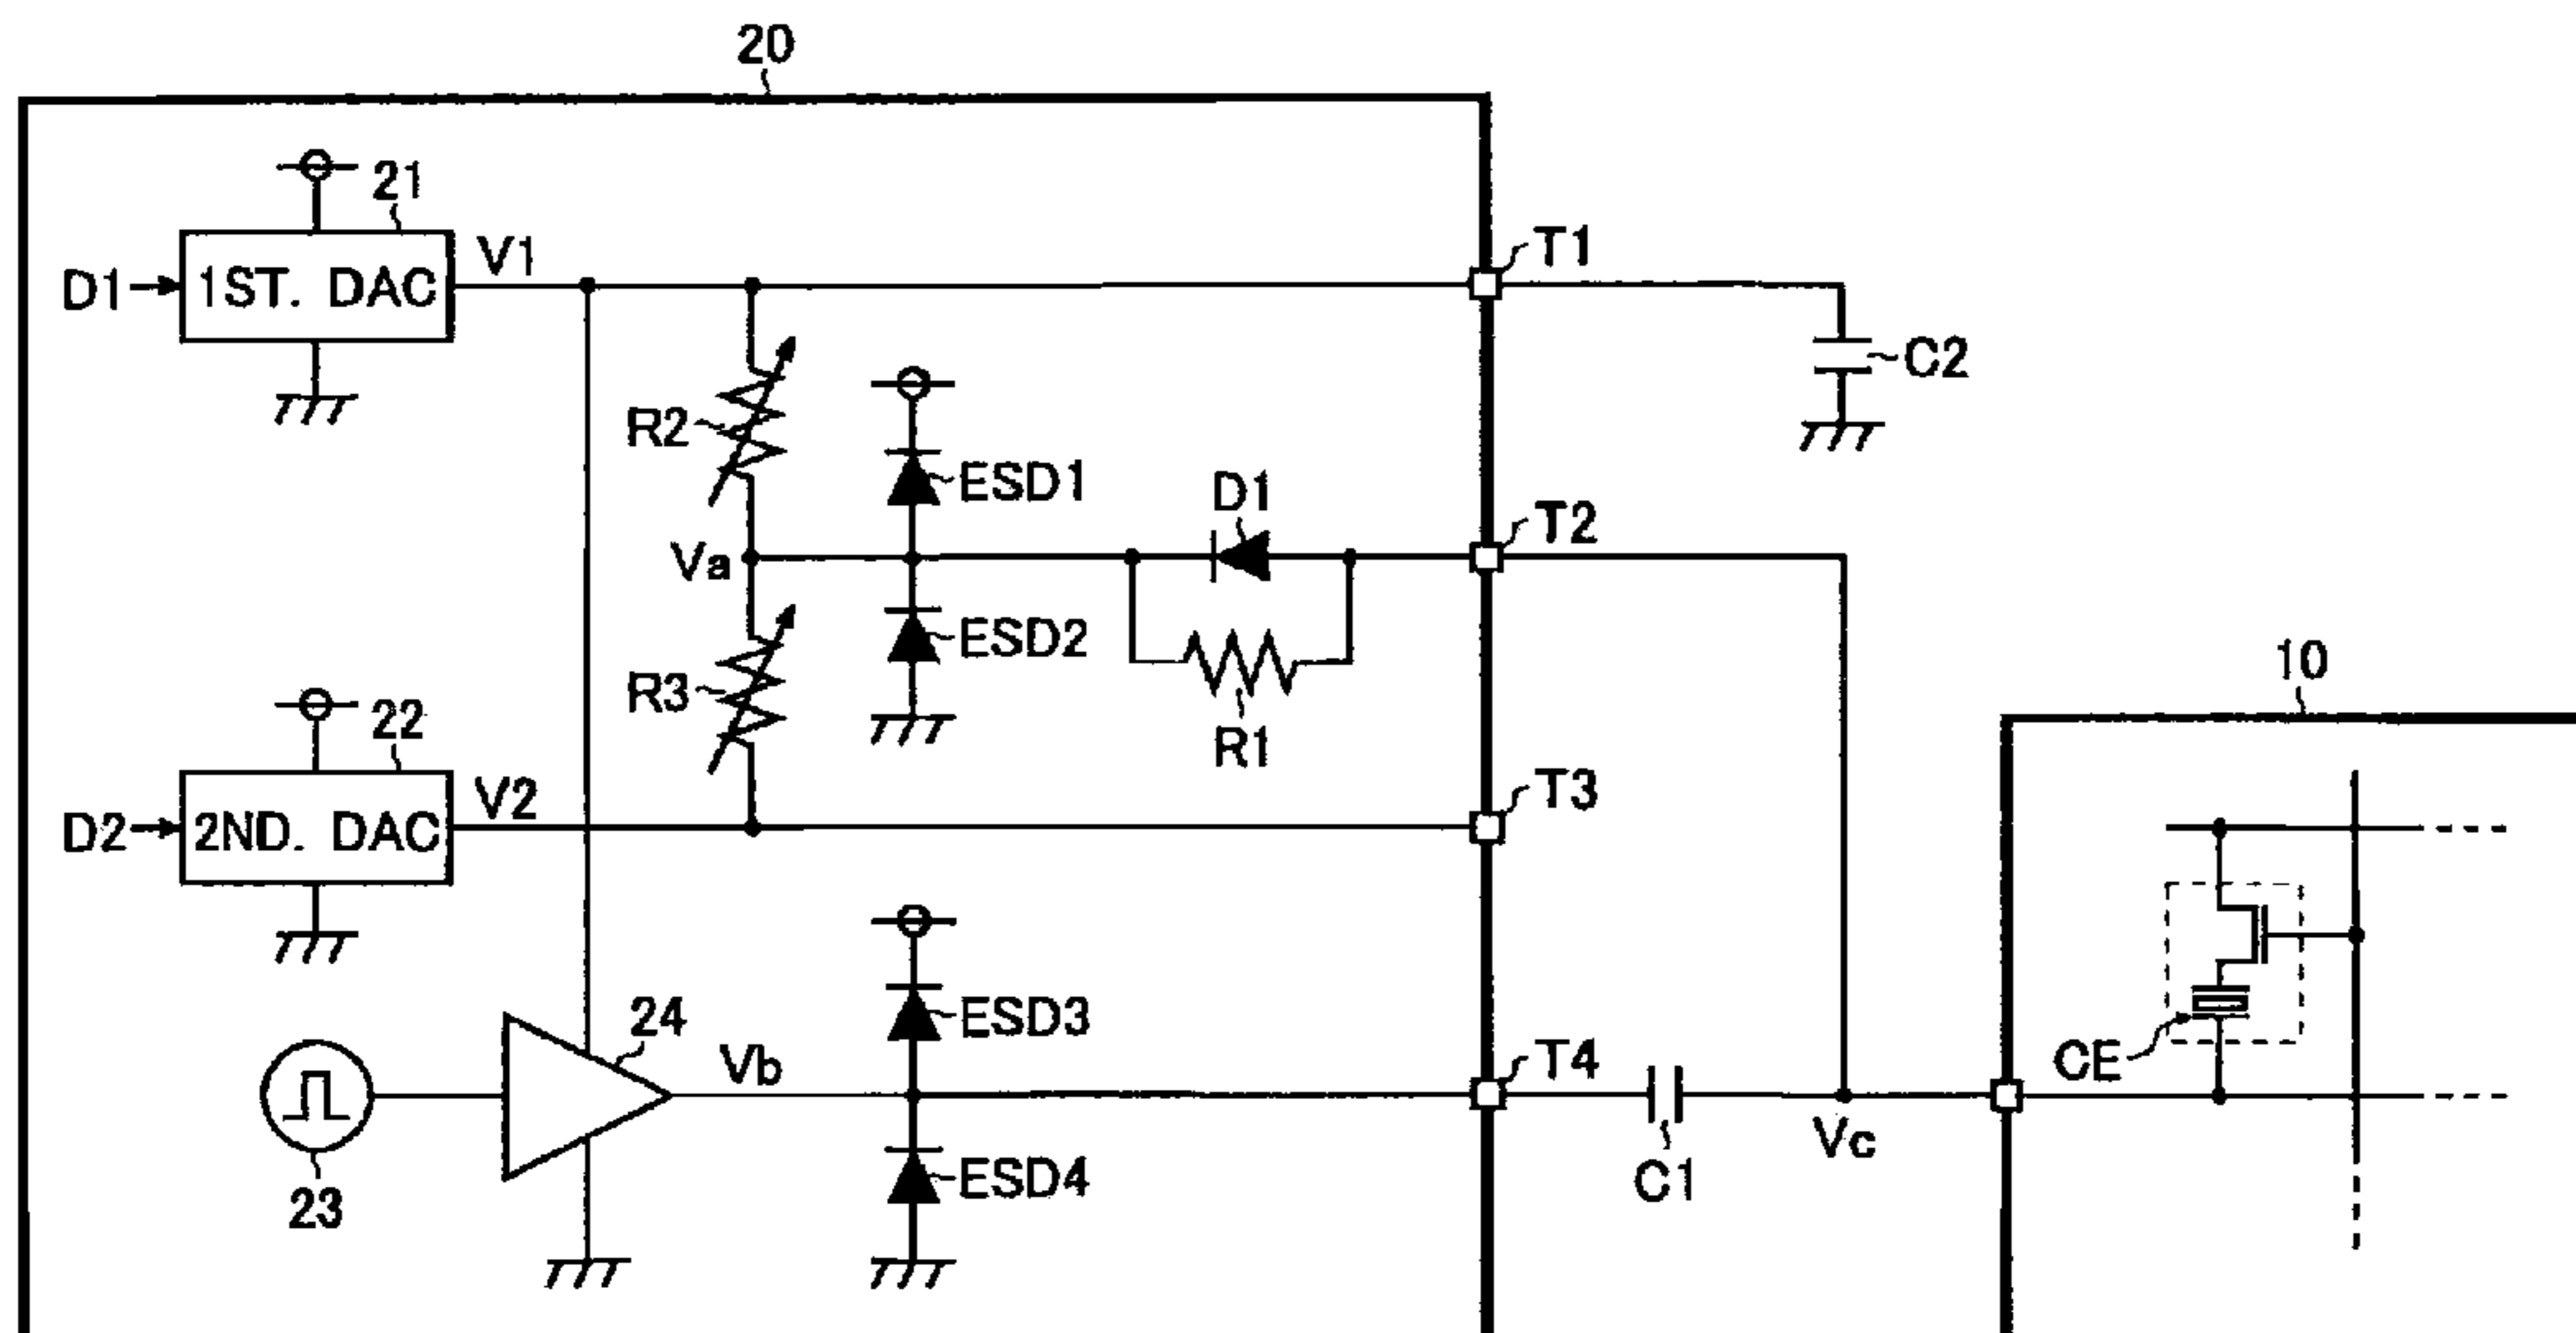 20
21
D1
1ST. DAC
V1
T1
C2
R2
ESD1
D1
T2
Va
ESD2
R1
R3
10
22
D2
2ND. DAC
V2
T3
CE
24
ESD3
Vb
T4
C1
Vc
23
ESD4